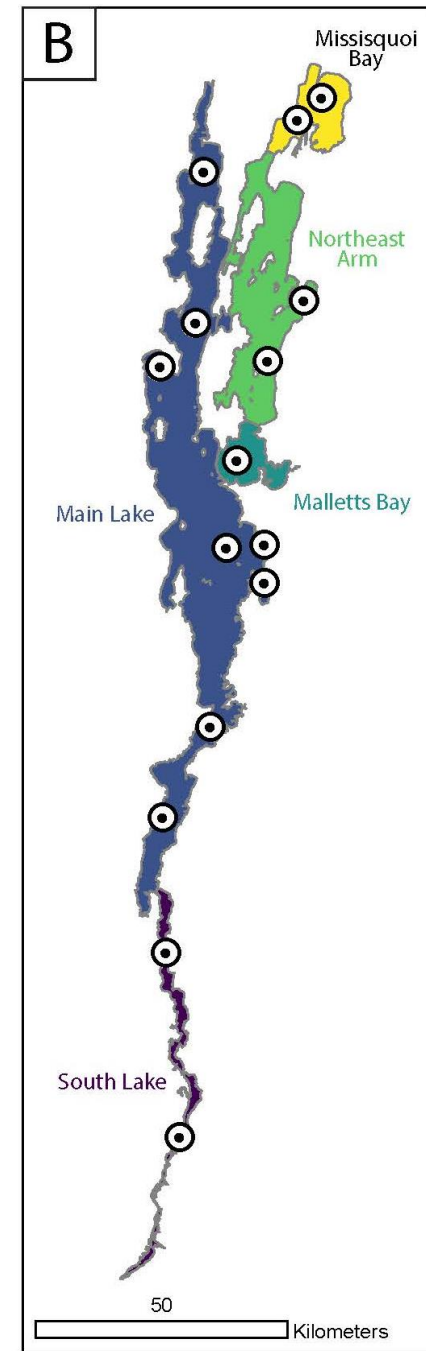 B
Missisquoi
Bay
Northeast
Arm
Malletts Bay
Main Lake
South Lake
50
Kilometers